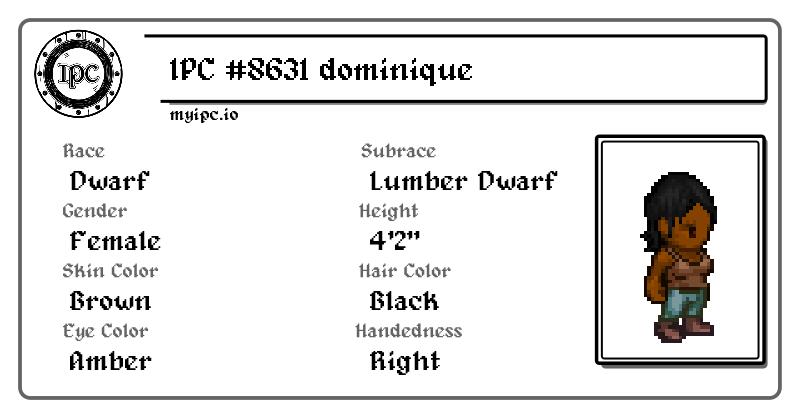 IPC
IPC #8631 dominique
myipc.io
Race
Dwarf
Subrace
Lumber Dwarf
Gender
Female
Height
4'2"
Skin Color
Brown
Hair Color
Black
Eye Color
Amber
Handedness
Right